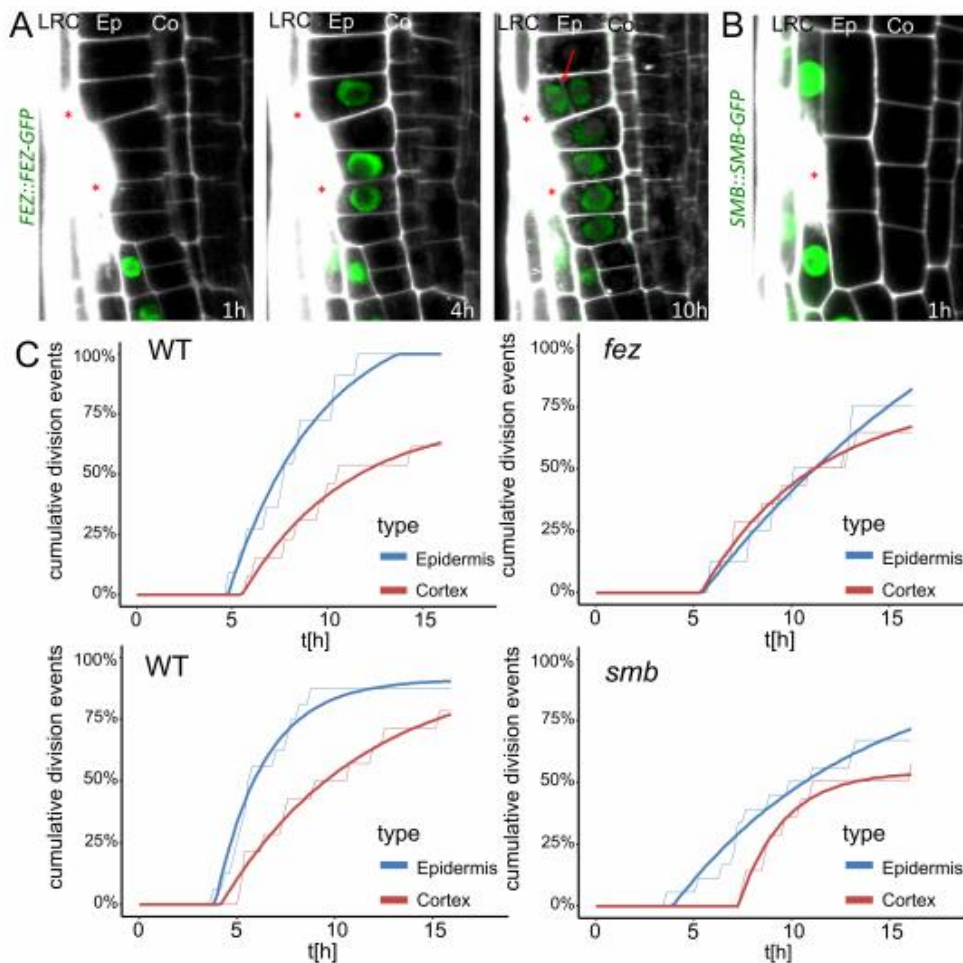 A
LRC Ep Co
FEZ::FEZ-GFP
*
*
1h
*
*
4h
Ep Co
*
*
10h
B
LRC Ep Co
SMB::SMB-GFP
*
1h
C
WT
cumulative division events
100%
75%
50%
25%
0%
type
Epidermis
Cortex
0 5 10 15
t[h]
fez
cumulative division events
100%
75%
50%
25%
0%
type
Epidermis
Cortex
0 5 10 15
t[h]
WT
cumulative division events
100%
75%
50%
25%
0%
type
Epidermis
Cortex
0 5 10 15
t[h]
smb
cumulative division events
100%
75%
50%
25%
0%
type
Epidermis
Cortex
0 5 10 15
t[h]